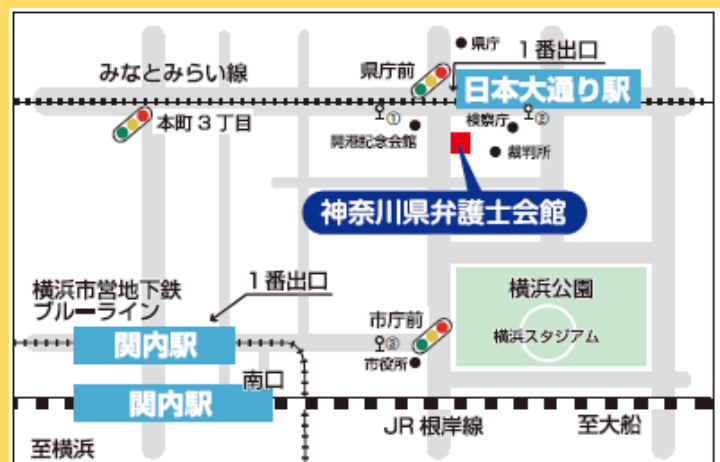 県庁
1番出口
みなとみらい線
県庁前
日本大通り駅
本町3丁目
①
開港記念会館
検察庁
②
裁判所
神奈川県弁護士会館
横浜市営地下鉄
ブルーライン
1番出口
横浜公園
関内駅
市庁前
③
市役所
横浜スタジアム
南口
関内駅
JR根岸線
至大船
至横浜